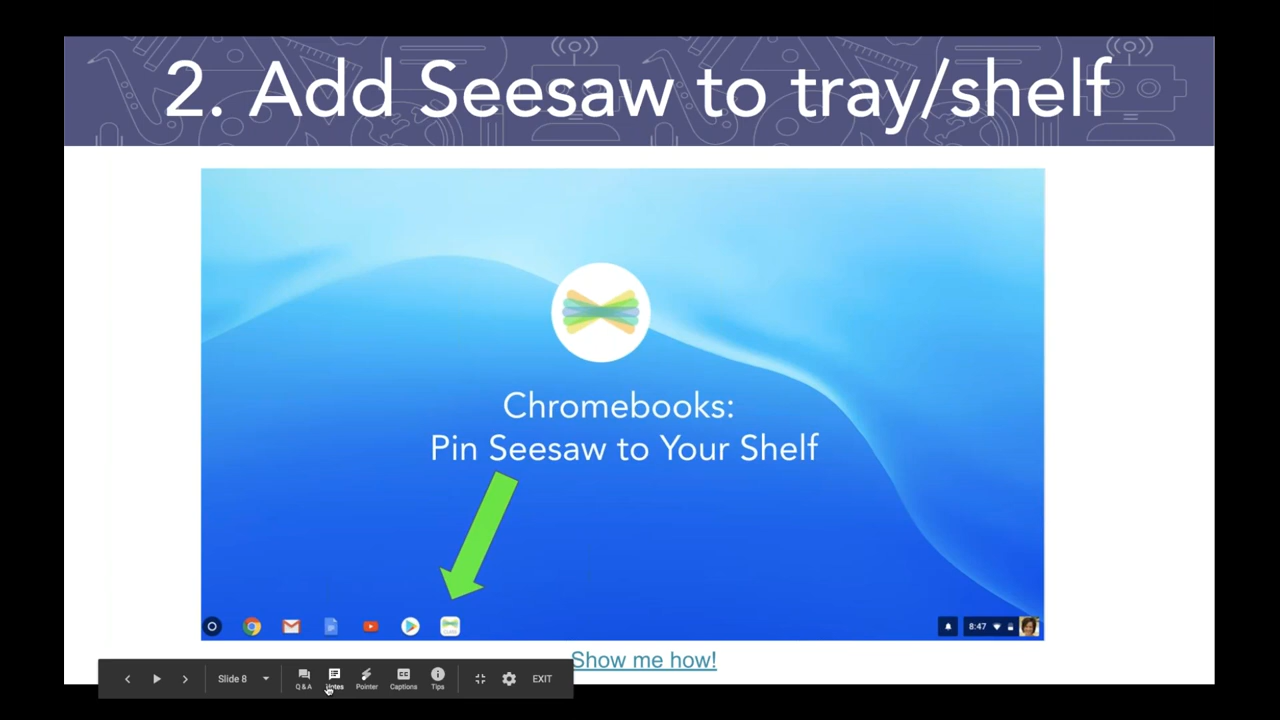 2. Add Seesaw to tray/shelf
Chromebooks:
Pin Seesaw to Your Shelf
8:47
Show me how!
Slide 8
Q & A
Notes
Pointer
CC
Captions
Tips
EXIT